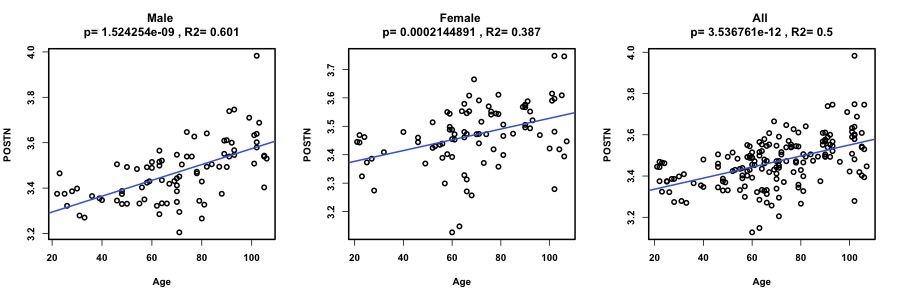 Male
p= 1.524254e-09 , R2= 0.601
POSTN
4.0
3.8
3.6
3.4
3.2
20 40 60 80 100
Age
Female
p= 0.0002144891 , R2= 0.387
POSTN
3.7
3.6
3.5
3.4
3.3
3.2
20 40 60 80 100
Age
All
p= 3.536761e-12 , R2= 0.5
POSTN
4.0
3.8
3.6
3.4
3.2
20 40 60 80 100
Age